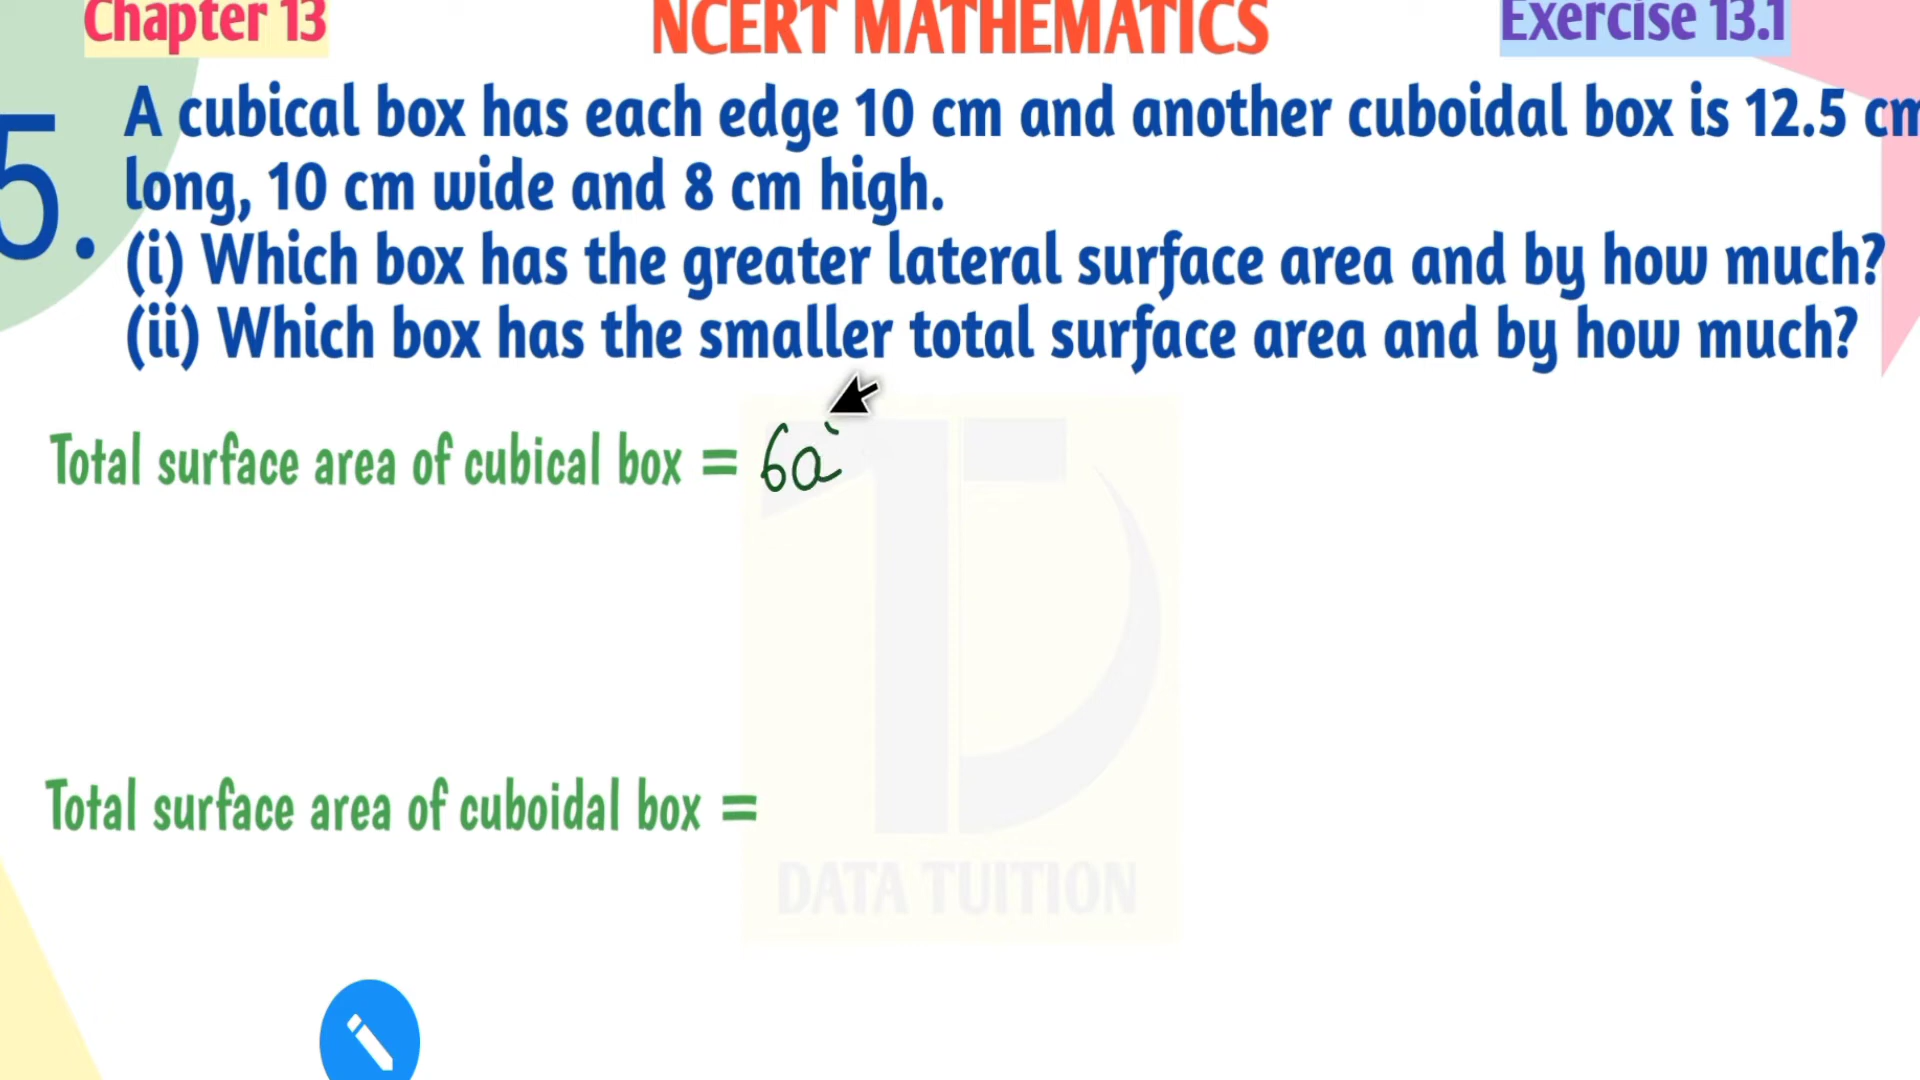 Chapter 13 NCERT MATHEMATICS Exercise 13.1
5. A cubical box has each edge 10 cm and another cuboidal box is 12.5 cm
long, 10 cm wide and 8 cm high.
(i) Which box has the greater lateral surface area and by how much?
(ii) Which box has the smaller total surface area and by how much?
Total surface area of cubical box = 6a
Total surface area of cuboidal box =
DATA TUITION